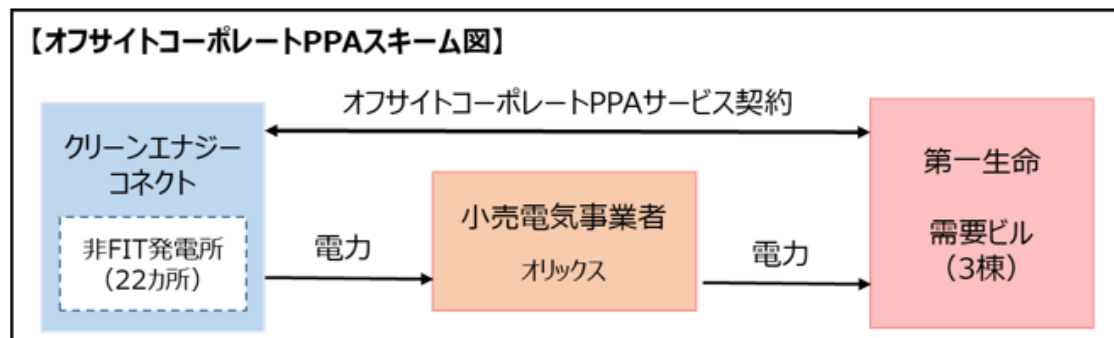 【オフサイトコーポレートPPAスキーム図】
オフサイトコーポレートPPAサービス契約
クリーンエナジー
コネクト
非FIT発電所
（22カ所）
電力
小売電気事業者
オリックス
電力
第一生命
需要ビル
（3棟）